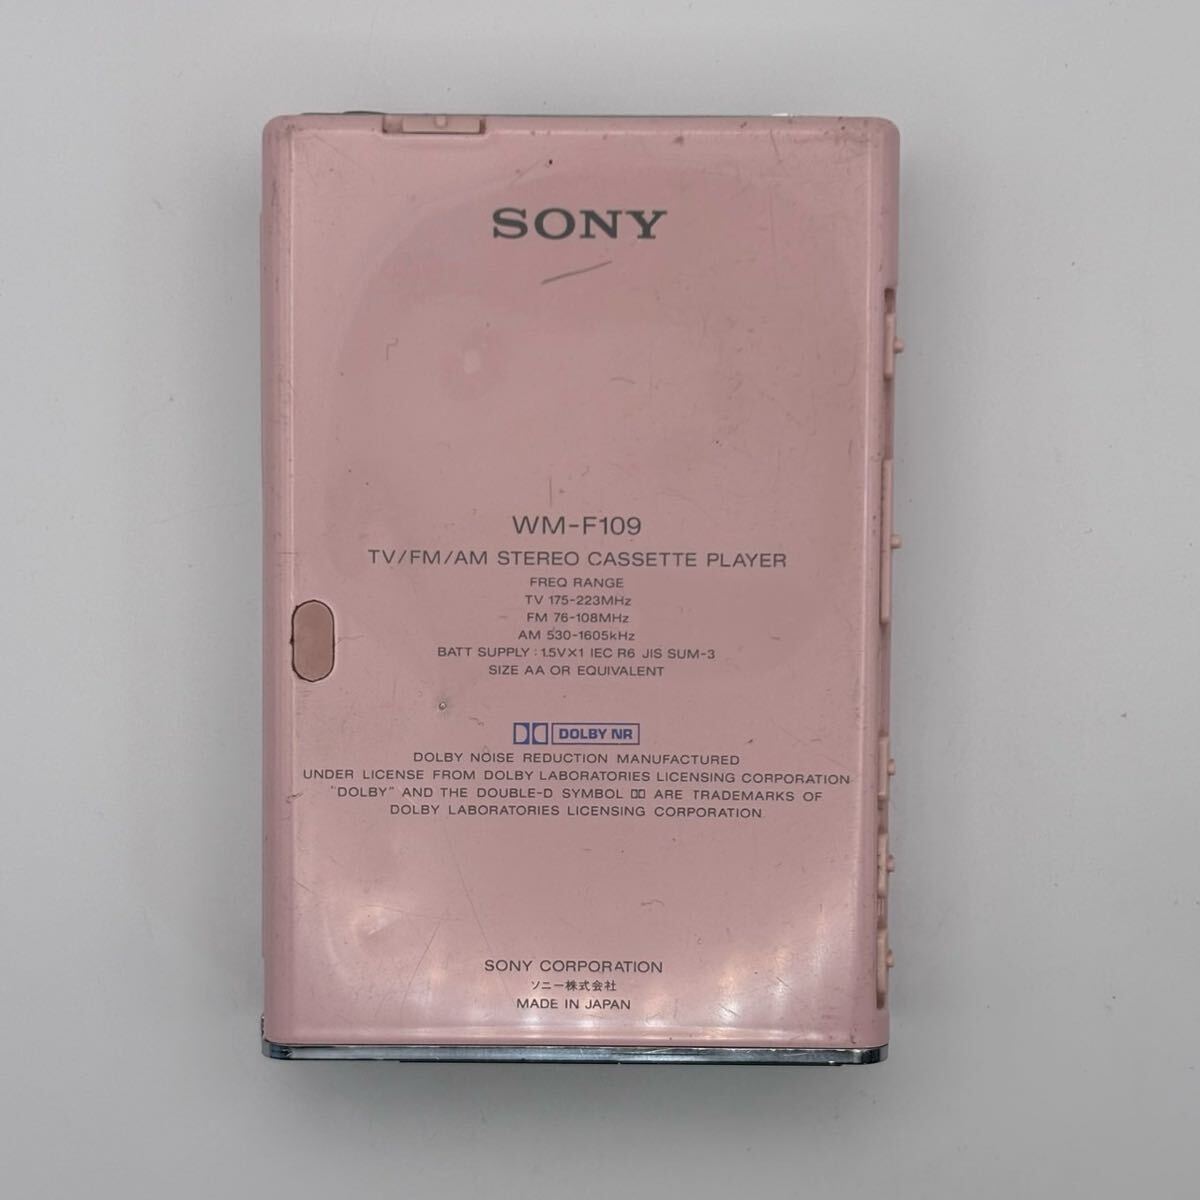 SONY
WM-F109
TV/FM/AM STEREO CASSETTE PLAYER
FREQ RANGE
TV 175-223MHz
FM 76-108MHz
AM 530-1605kHz
BATT SUPPLY : 1.5V×1 IEC R6 JIS SUM-3
SIZE AA OR EQUIVALENT
DOLBY NR
DOLBY NOISE REDUCTION MANUFACTURED
UNDER LICENSE FROM DOLBY LABORATORIES LICENSING CORPORATION
"DOLBY" AND THE DOUBLE-D SYMBOL ARE TRADEMARKS OF
DOLBY LABORATORIES LICENSING CORPORATION.
SONY CORPORATION
ソニー株式会社
MADE IN JAPAN